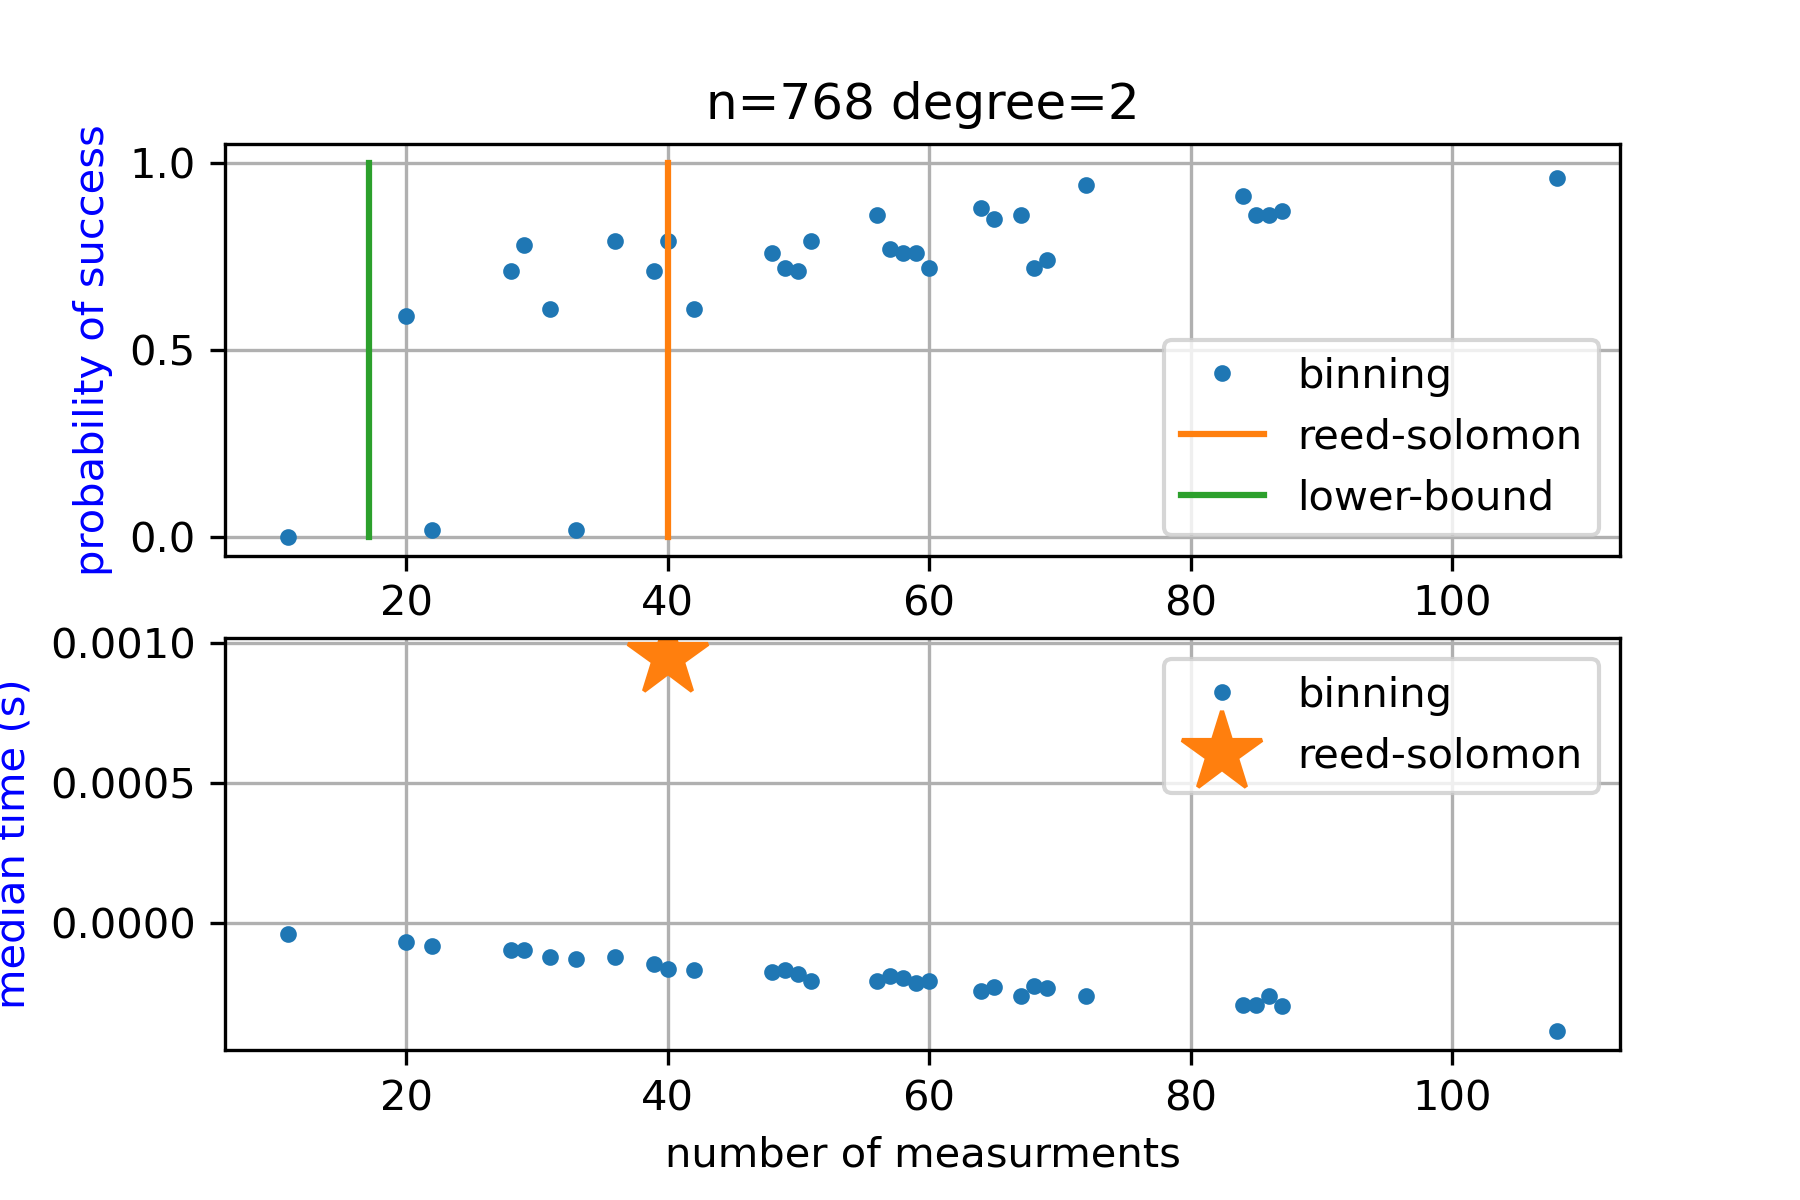 n=768 degree=2
probability of success
1.0
0.5
0.0
binning
reed-solomon
lower-bound
20 40 60 80 100
median time (s)
0.0010
0.0005
0.0000
binning
reed-solomon
20 40 60 80 100
number of measurments